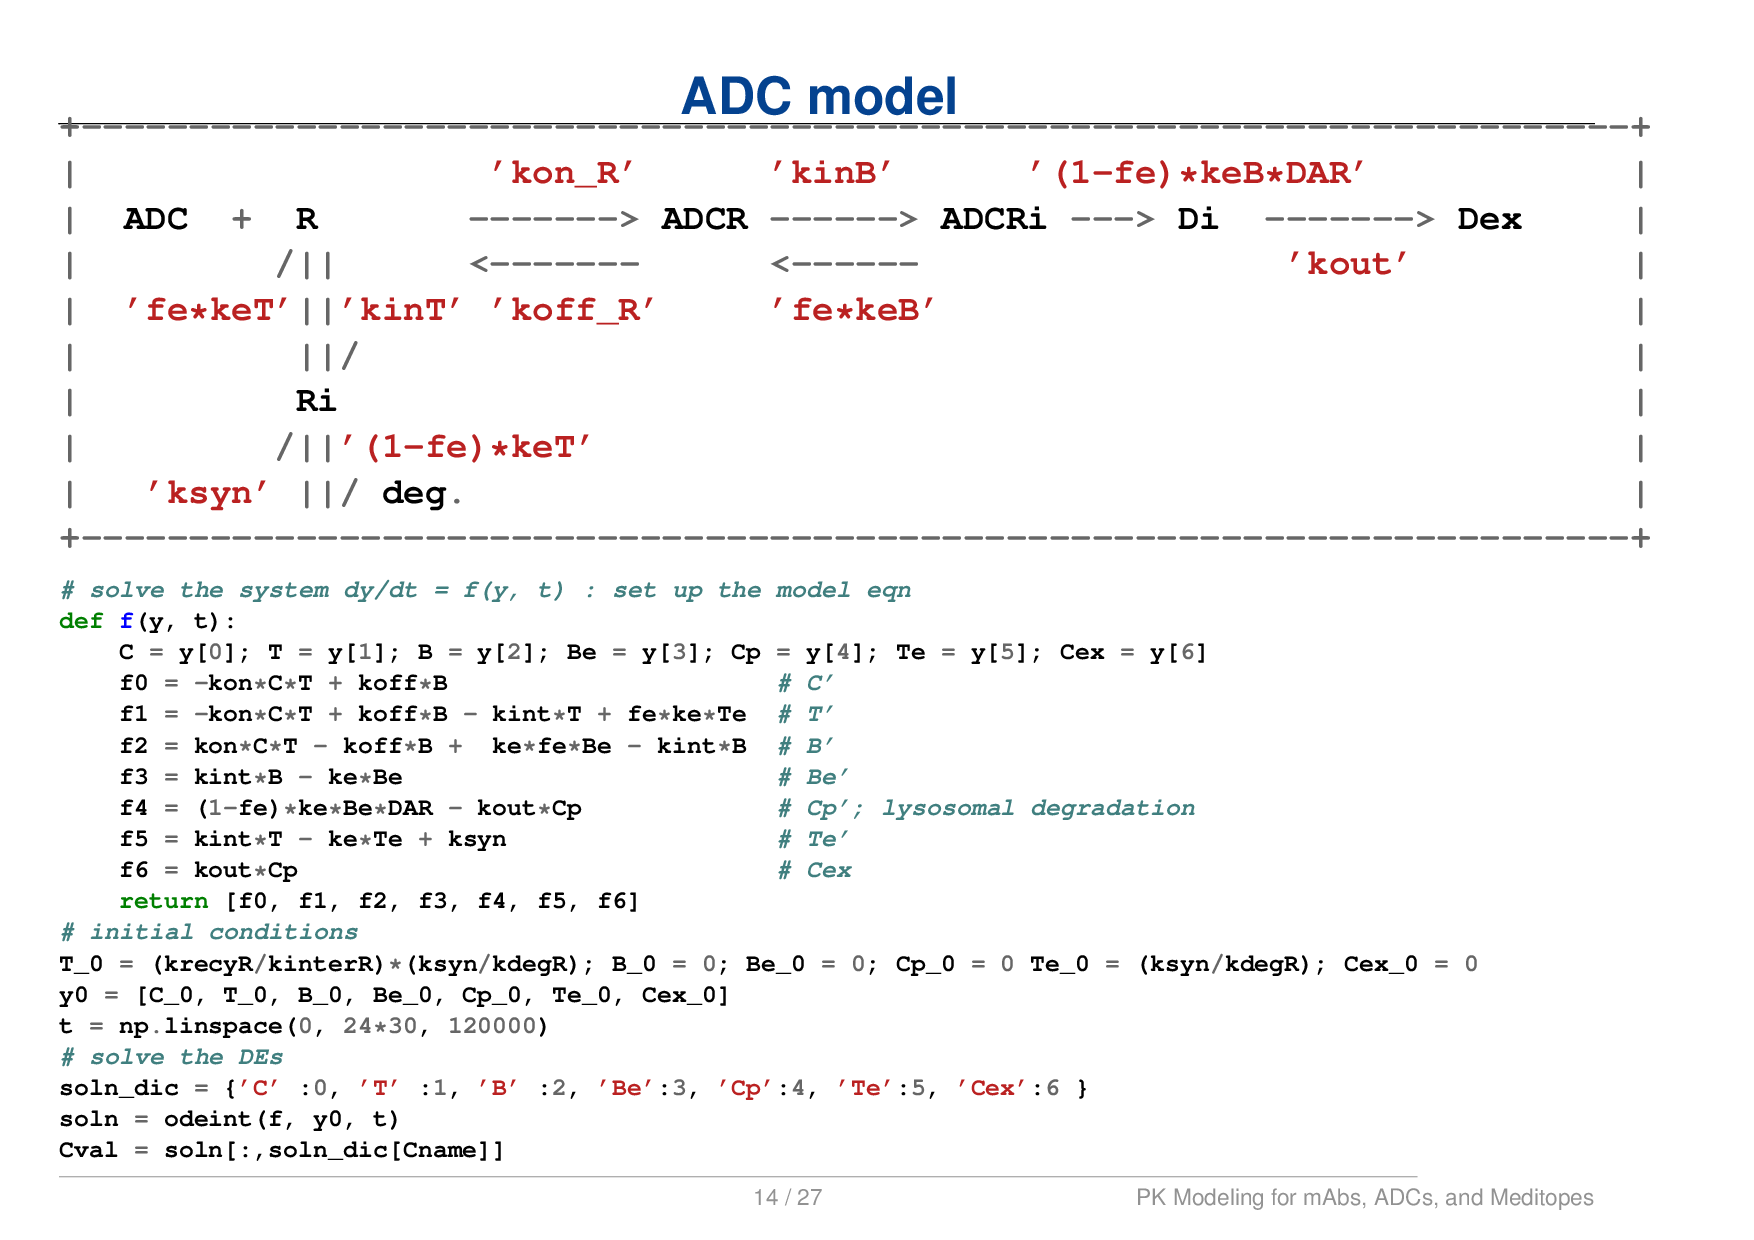 ADC model
+-------------------------------------------------------------------------+
|                   ’kon_R’      ’kinB’      ’(1-fe)*keB*DAR’             |
|  ADC  +  R       -------> ADCR ------> ADCRi ---> Di  -------> Dex      |
|         /||      <-------      <------                 ’kout’           |
|  ’fe*keT’||’kinT’ ’koff_R’     ’fe*keB’                                 |
|          ||/                                                            |
|          Ri                                                             |
|         /||’(1-fe)*keT’                                                 |
|   ’ksyn’ ||/ deg.                                                       |
+-------------------------------------------------------------------------+
# solve the system dy/dt = f(y, t) : set up the model eqn
def f(y, t):
    C = y[0]; T = y[1]; B = y[2]; Be = y[3]; Cp = y[4]; Te = y[5]; Cex = y[6]
    f0 = -kon*C*T + koff*B                      # C’
    f1 = -kon*C*T + koff*B - kint*T + fe*ke*Te  # T’
    f2 = kon*C*T - koff*B +  ke*fe*Be - kint*B  # B’
    f3 = kint*B - ke*Be                         # Be’
    f4 = (1-fe)*ke*Be*DAR - kout*Cp             # Cp’; lysosomal degradation
    f5 = kint*T - ke*Te + ksyn                  # Te’
    f6 = kout*Cp                                # Cex
    return [f0, f1, f2, f3, f4, f5, f6]
# initial conditions
T_0 = (krecyR/kinterR)*(ksyn/kdegR); B_0 = 0; Be_0 = 0; Cp_0 = 0 Te_0 = (ksyn/kdegR); Cex_0 = 0
y0 = [C_0, T_0, B_0, Be_0, Cp_0, Te_0, Cex_0]
t = np.linspace(0, 24*30, 120000)
# solve the DEs
soln_dic = {’C’ :0, ’T’ :1, ’B’ :2, ’Be’:3, ’Cp’:4, ’Te’:5, ’Cex’:6 }
soln = odeint(f, y0, t)
Cval = soln[:,soln_dic[Cname]]
14 / 27 PK Modeling for mAbs, ADCs, and Meditopes